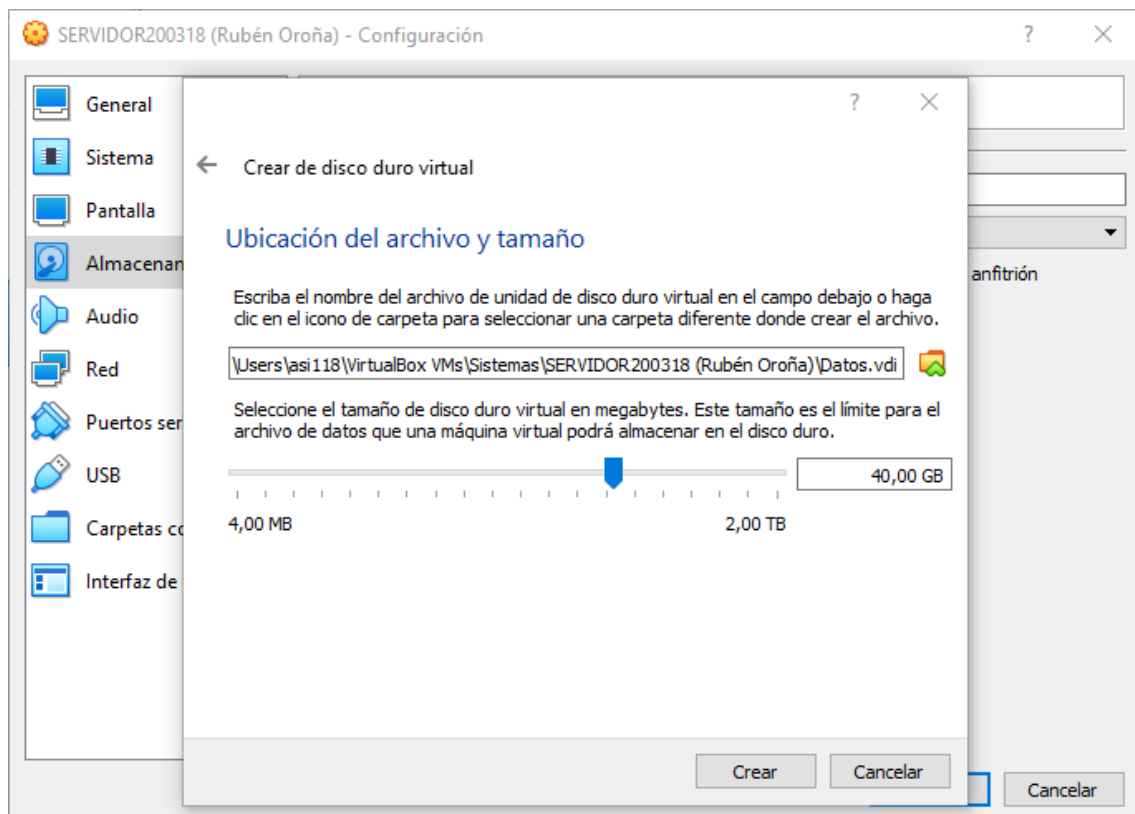 SERVIDOR200318 (Rubén Oroña) - Configuración
?
General
Sistema
Pantalla
Almacenan
Audio
Red
Puertos ser
USB
Carpetas co
Interfaz de
?
Crear de disco duro virtual
Ubicación del archivo y tamaño
Escriba el nombre del archivo de unidad de disco duro virtual en el campo debajo o haga
clic en el icono de carpeta para seleccionar una carpeta diferente donde crear el archivo.
\Users\asi118\VirtualBox VMs\Sistemas\SERVIDOR200318 (Rubén Oroña)\Datos.vdi
Seleccione el tamaño de disco duro virtual en megabytes. Este tamaño es el límite para el
archivo de datos que una máquina virtual podrá almacenar en el disco duro.
40,00 GB
4,00 MB 2,00 TB
Crear Cancelar
anfitrión
Cancelar